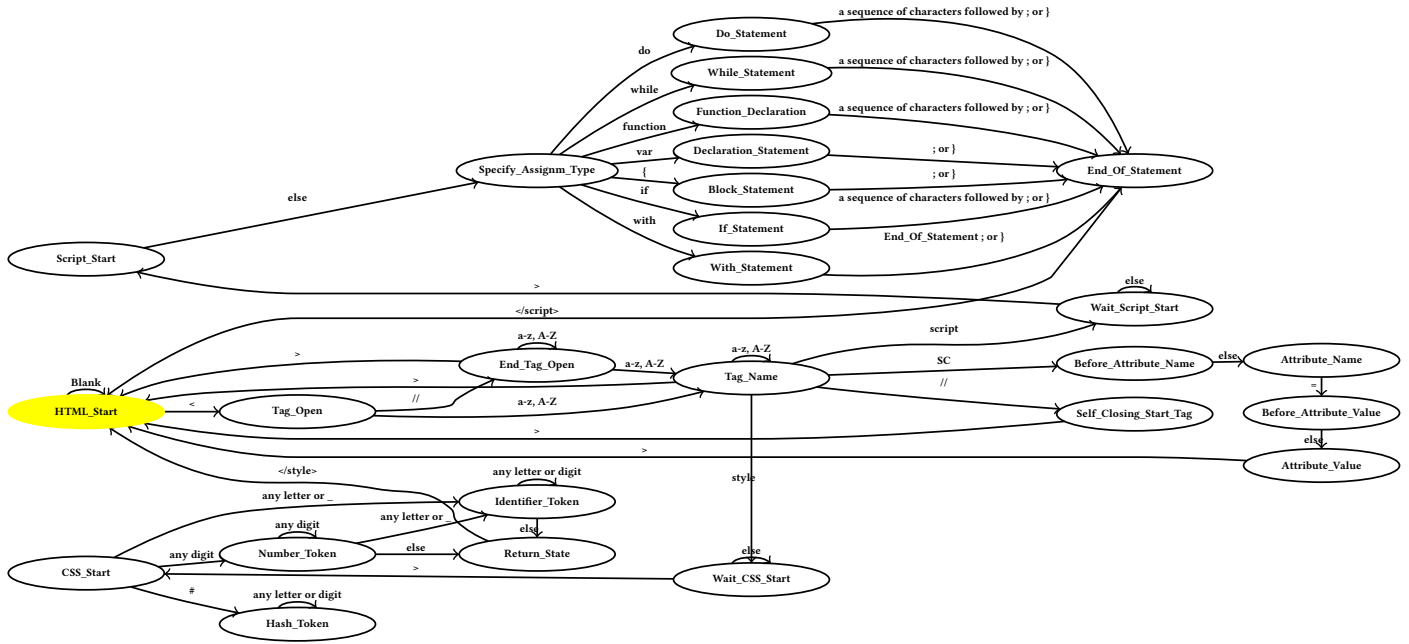 a sequence of characters followed by ; or }
Do_Statement
do
a sequence of characters followed by ; or }
While_Statement
while
a sequence of characters followed by ; or }
Function_Declaration
function
Declaration_Statement
var
; or }
Specify_Assignm_Type
End_Of_Statement
{
; or }
Block_Statement
if
a sequence of characters followed by ; or }
else
with
If_Statement
End_Of_Statement ; or }
Script_Start
With_Statement
else
>
Wait_Script_Start
</script>
script
a-z, A-Z
a-z, A-Z
>
SC
else
Attribute_Name
End_Tag_Open
a-z, A-Z
Before_Attribute_Name
Tag_Name
Blank
>
//
//
=
a-z, A-Z
<
HTML_Start
Tag_Open
Self_Closing_Start_Tag
Before_Attribute_Value
>
else
>
Attribute_Value
</style>
any letter or digit
style
any letter or _
Identifier_Token
any digit
any letter or _
else
any digit
Number_Token
else
Return_State
else
>
CSS_Start
Wait_CSS_Start
#
any letter or digit
Hash_Token